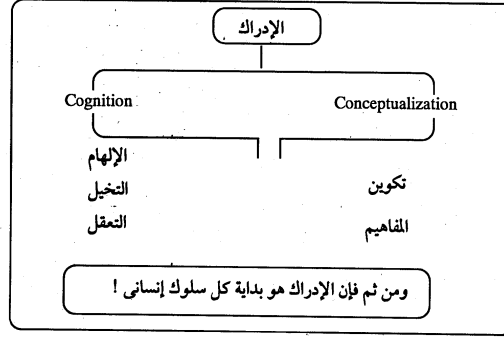 الإدراك
Conceptualization
Cognition
تكوين
المفاهيم
الإلهام
التخيل
التعقل
ومن ثم فإن الإدراك هو بداية كل سلوك إنسانى !